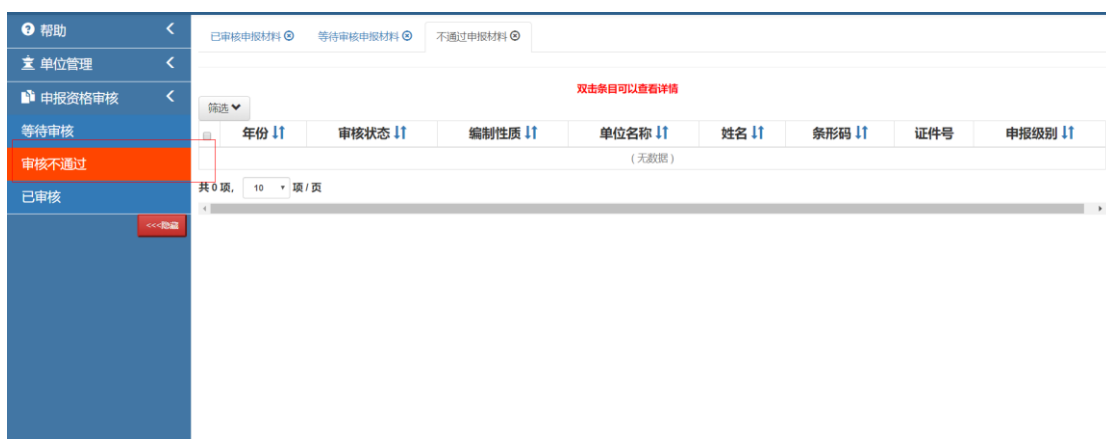 帮助
单位管理
申报资格审核
等待审核
审核不通过
已审核
<<<隐藏
已审核申报材料 等待审核申报材料 不通过申报材料
双击条目可以查看详情
筛选
年份 审核状态 编制性质 单位名称 姓名 条形码 证件号 申报级别
（无数据）
共 0 项, 10 项 / 页